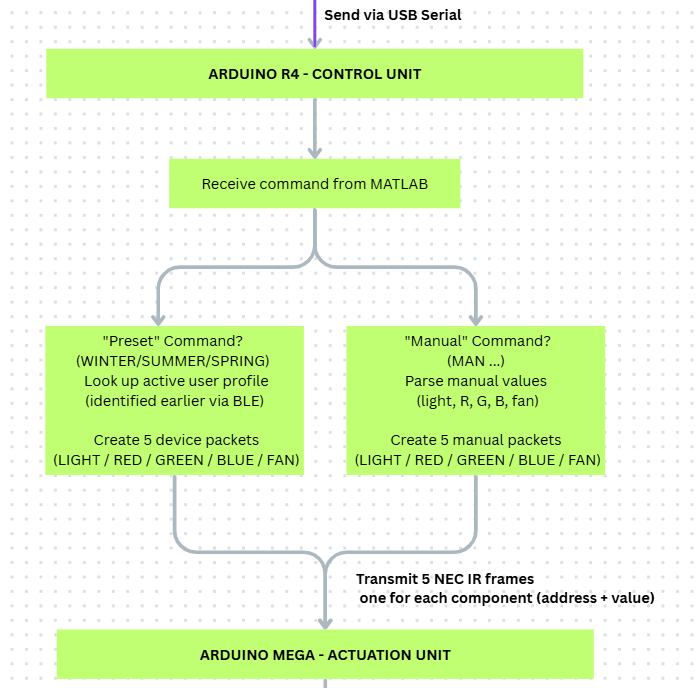 Send via USB Serial
ARDUINO R4 - CONTROL UNIT
Receive command from MATLAB
"Preset" Command?
(WINTER/SUMMER/SPRING)
Look up active user profile
(identified earlier via BLE)
Create 5 device packets
(LIGHT / RED / GREEN / BLUE / FAN)
"Manual" Command?
(MAN ...)
Parse manual values
(light, R, G, B, fan)
Create 5 manual packets
(LIGHT / RED / GREEN / BLUE / FAN)
Transmit 5 NEC IR frames
one for each component (address + value)
ARDUINO MEGA - ACTUATION UNIT